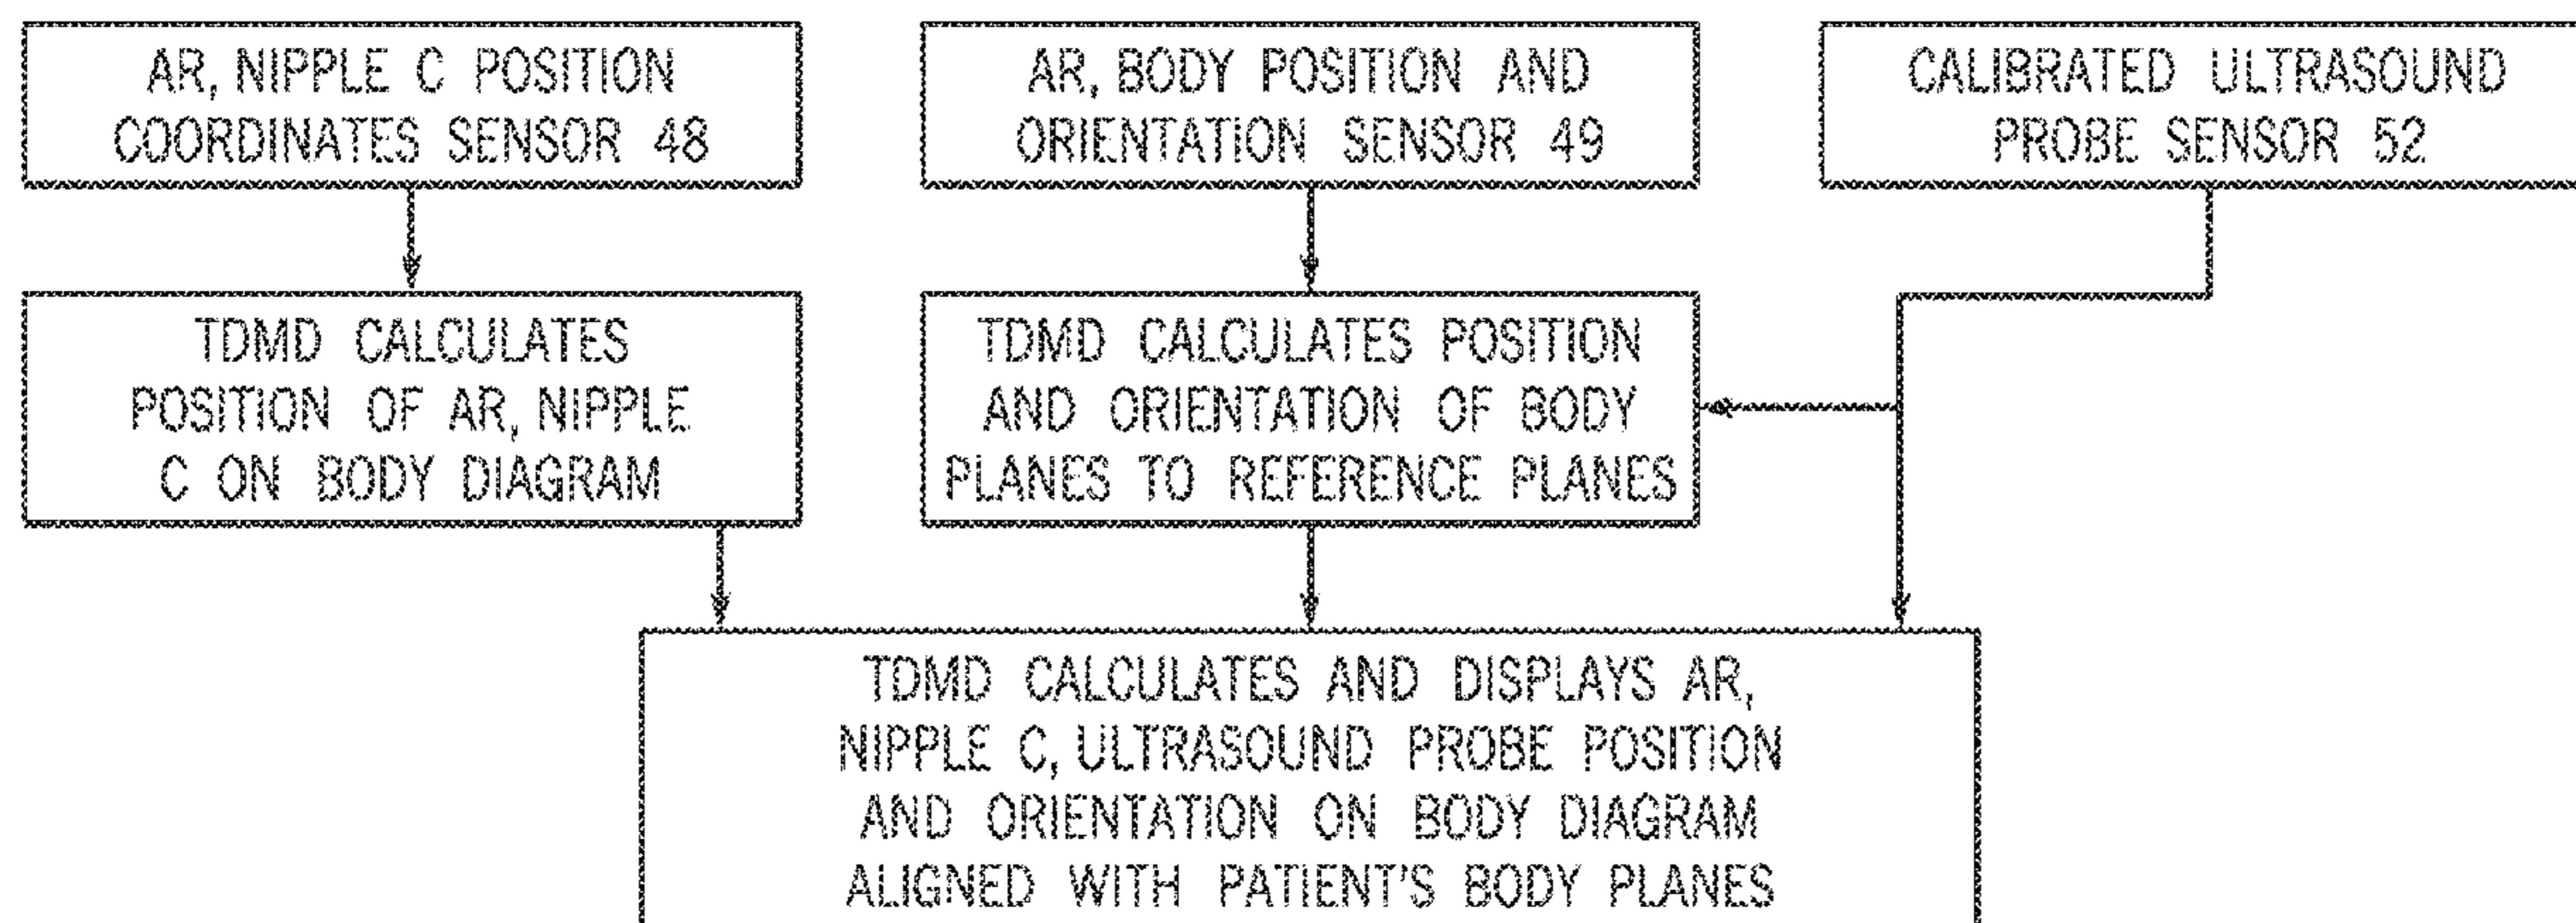 AR, NIPPLE C POSITION
COORDINATES SENSOR 48
AR, BODY POSITION AND
ORIENTATION SENSOR 49
CALIBRATED ULTRASOUND
PROBE SENSOR 52
TDMD CALCULATES
POSITION OF AR, NIPPLE
C ON BODY DIAGRAM
TDMD CALCULATES POSITION
AND ORIENTATION OF BODY
PLANES TO REFERENCE PLANES
TDMD CALCULATES AND DISPLAYS AR,
NIPPLE C, ULTRASOUND PROBE POSITION
AND ORIENTATION ON BODY DIAGRAM
ALIGNED WITH PATIENT'S BODY PLANES